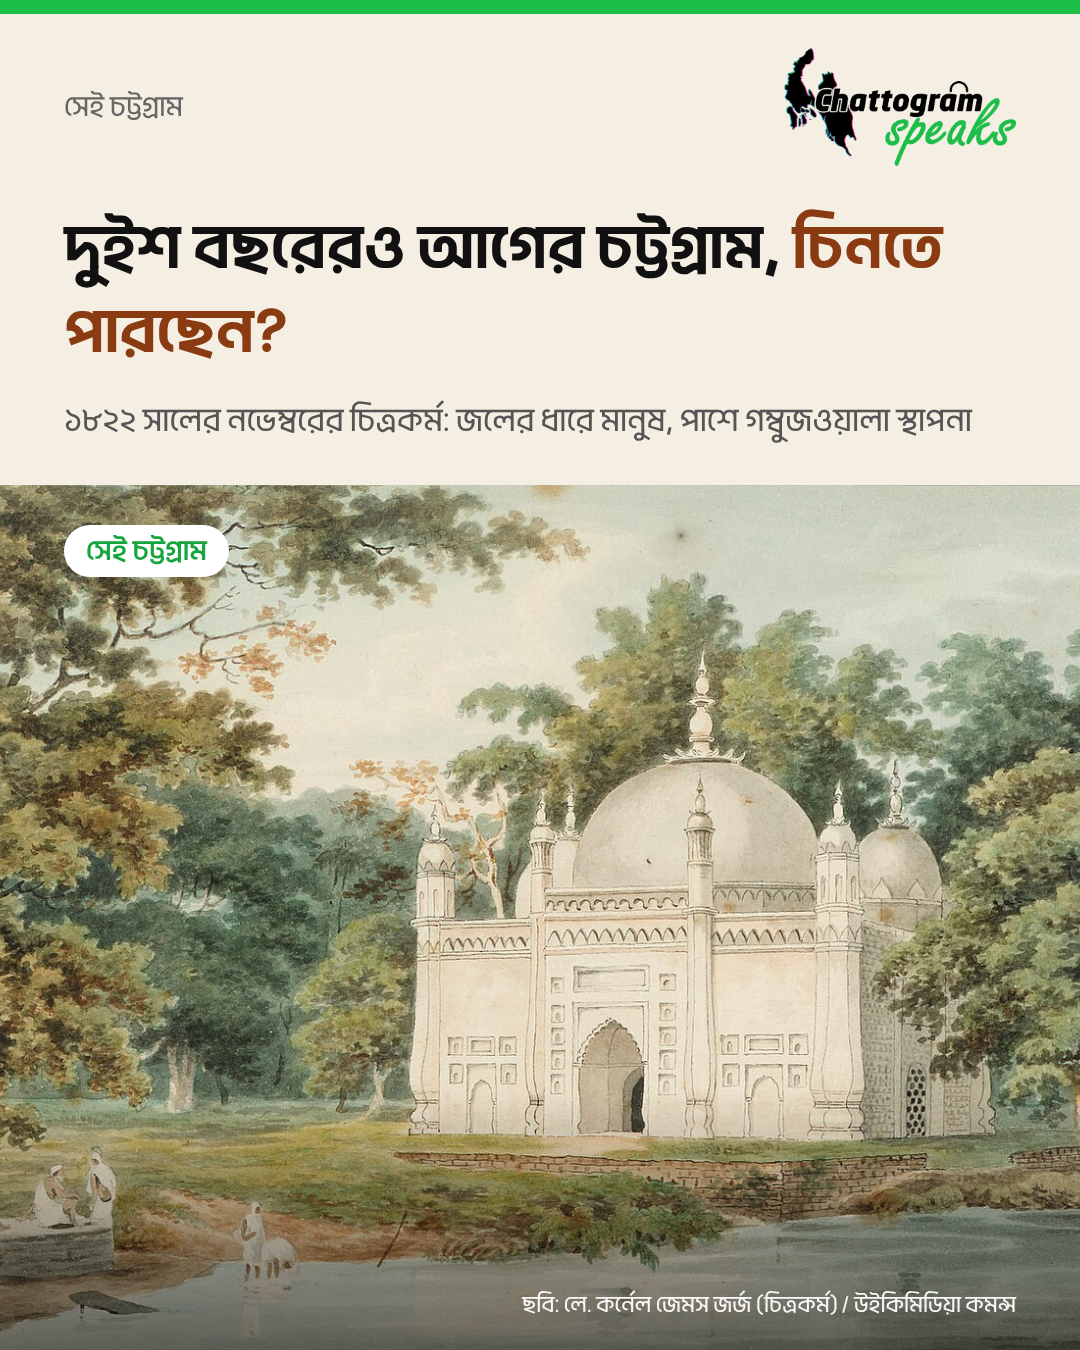 সেই চট্টগ্রাম
Chattogram
speaks
দুইশ বছরেরও আগের চট্টগ্রাম, চিনতে
পারছেন?
১৮২২ সালের নভেম্বরের চিত্রকর্ম: জলের ধারে মানুষ, পাশে গম্বুজওয়ালা স্থাপনা
সেই চট্টগ্রাম
ছবি: লে. কর্নেল জেমস জর্জ (চিত্রকর্ম) / উইকিমিডিয়া কমন্স